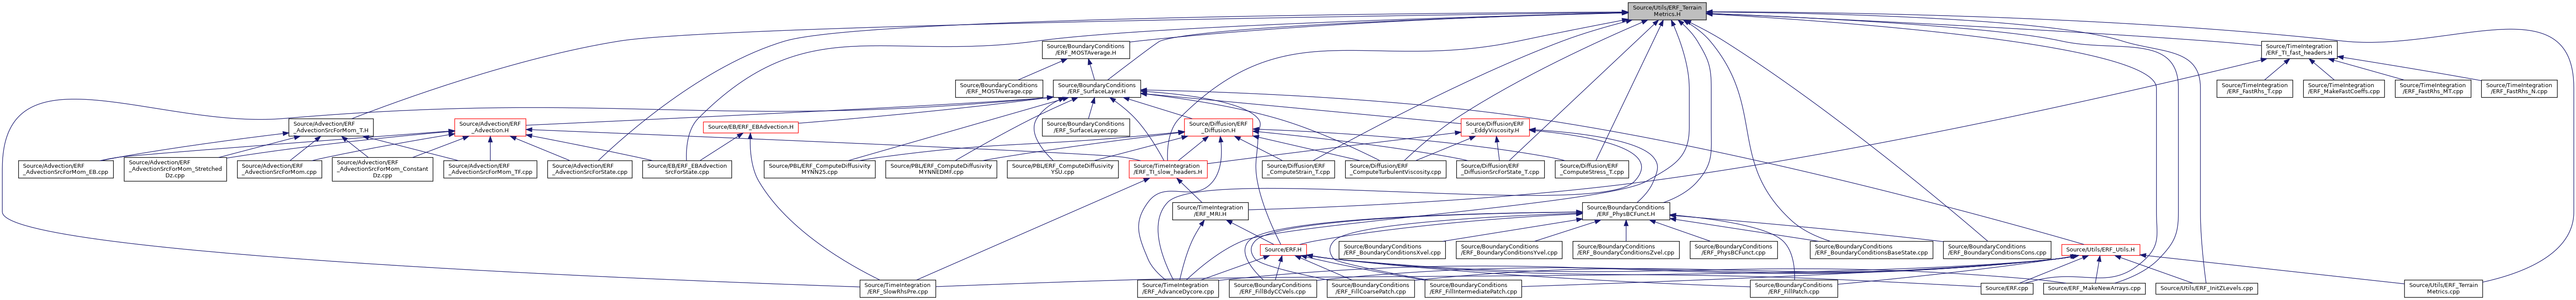 Source/Utils/ERF_Terrain
Metrics.H
Source/BoundaryConditions
/ERF_MOSTAverage.H
Source/TimeIntegration
/ERF_TI_fast_headers.H
Source/BoundaryConditions
/ERF_MOSTAverage.cpp
Source/BoundaryConditions
/ERF_SurfaceLayer.H
Source/TimeIntegration
/ERF_FastRhs_T.cpp
Source/TimeIntegration
/ERF_MakeFastCoeffs.cpp
Source/TimeIntegration
/ERF_FastRhs_MT.cpp
Source/TimeIntegration
/ERF_FastRhs_N.cpp
Source/Advection/ERF
_AdvectionSrcForMom_T.H
Source/Advection/ERF
_Advection.H
Source/EB/ERF_EBAdvection.H
Source/BoundaryConditions
/ERF_SurfaceLayer.cpp
Source/Diffusion/ERF
_Diffusion.H
Source/Diffusion/ERF
_EddyViscosity.H
Source/Advection/ERF
_AdvectionSrcForMom_EB.cpp
Source/Advection/ERF
_AdvectionSrcForMom_Stretched
Dz.cpp
Source/Advection/ERF
_AdvectionSrcForMom.cpp
Source/Advection/ERF
_AdvectionSrcForMom_Constant
Dz.cpp
Source/Advection/ERF
_AdvectionSrcForMom_TF.cpp
Source/Advection/ERF
_AdvectionSrcForState.cpp
Source/EB/ERF_EBAdvection
SrcForState.cpp
Source/PBL/ERF_ComputeDiffusivity
MYNN25.cpp
Source/PBL/ERF_ComputeDiffusivity
MYNNEDMF.cpp
Source/PBL/ERF_ComputeDiffusivity
YSU.cpp
Source/TimeIntegration
/ERF_TI_slow_headers.H
Source/Diffusion/ERF
_ComputeStrain_T.cpp
Source/Diffusion/ERF
_ComputeTurbulentViscosity.cpp
Source/Diffusion/ERF
_DiffusionSrcForState_T.cpp
Source/Diffusion/ERF
_ComputeStress_T.cpp
Source/TimeIntegration
/ERF_MRI.H
Source/BoundaryConditions
/ERF_PhysBCFunct.H
Source/ERF.H
Source/BoundaryConditions
/ERF_BoundaryConditionsXvel.cpp
Source/BoundaryConditions
/ERF_BoundaryConditionsYvel.cpp
Source/BoundaryConditions
/ERF_BoundaryConditionsZvel.cpp
Source/BoundaryConditions
/ERF_PhysBCFunct.cpp
Source/BoundaryConditions
/ERF_BoundaryConditionsBaseState.cpp
Source/BoundaryConditions
/ERF_BoundaryConditionsCons.cpp
Source/Utils/ERF_Utils.H
Source/TimeIntegration
/ERF_SlowRhsPre.cpp
Source/TimeIntegration
/ERF_AdvanceDycore.cpp
Source/BoundaryConditions
/ERF_FillBdyCCVels.cpp
Source/BoundaryConditions
/ERF_FillCoarsePatch.cpp
Source/BoundaryConditions
/ERF_FillIntermediatePatch.cpp
Source/BoundaryConditions
/ERF_FillPatch.cpp
Source/ERF.cpp
Source/ERF_MakeNewArrays.cpp
Source/Utils/ERF_InitZLevels.cpp
Source/Utils/ERF_Terrain
Metrics.cpp